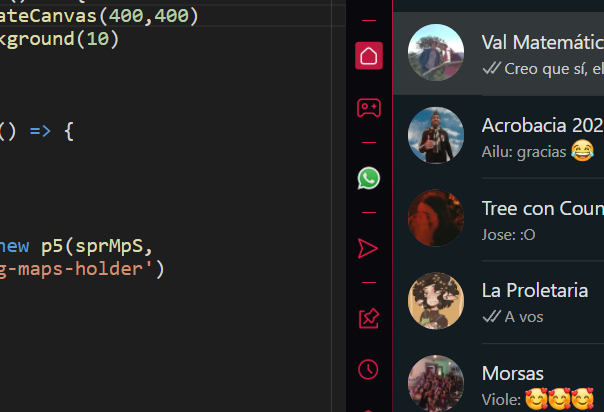 ateCanvas(400,400)
kground(10)
() => {
new p5(sprMpS,
g-maps-holder')
Val Matemátic
Creo que sí, el
Acrobacia 202
Ailu: gracias 😂
Tree con Coun
Jose: :O
La Proletaria
A vos
Morsas
Viole: 🥰🥰🥰